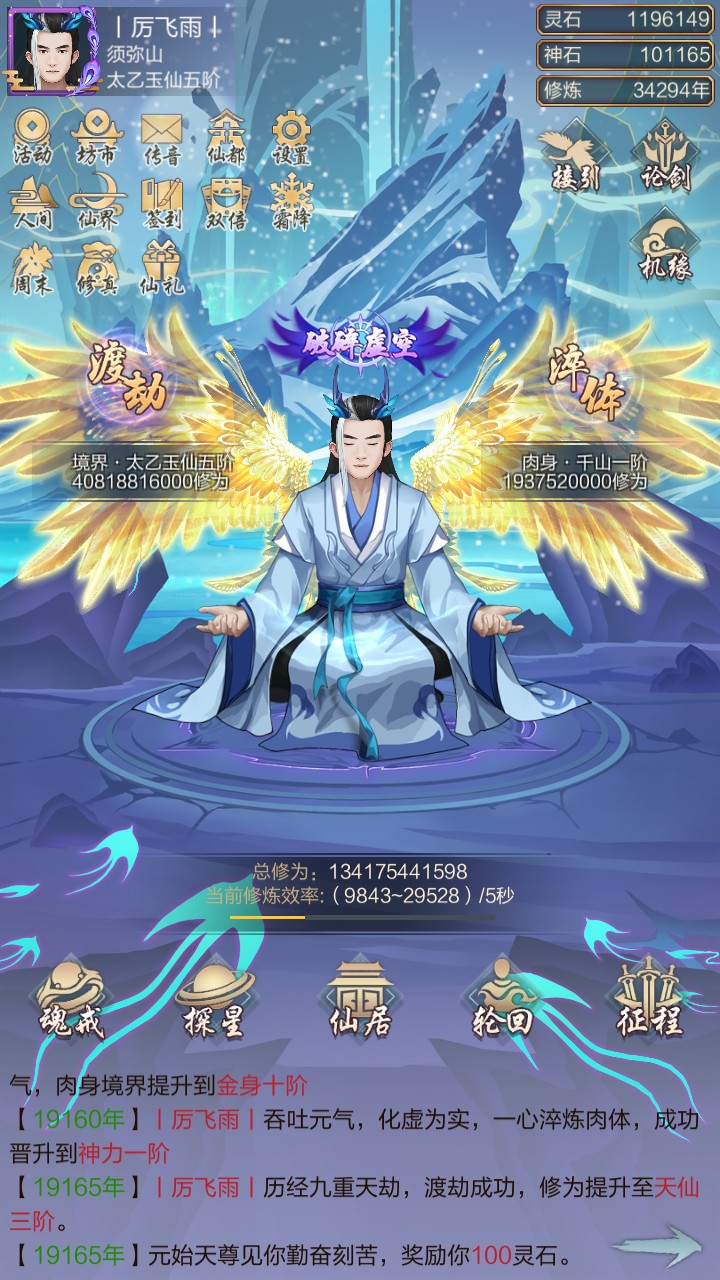 丨厉飞雨丨
须弥山
太乙玉仙五阶
灵石 1196149
神石 101165
修炼 34294年
活动 坊市 传音 仙都 设置
接引 论剑
人间 仙界 签到 双倍 霜降
机缘
周末 修真 仙礼
破碎虚空
渡劫
淬体
境界·太乙玉仙五阶
40818816000修为
肉身·千山一阶
1937520000修为
总修为：134175441598
当前修炼效率:（9843~29528）/5秒
魂戒 探星 仙居 轮回 征程
气，肉身境界提升到金身十阶
【19160年】丨厉飞雨丨吞吐元气，化虚为实，一心淬炼肉体，成功
晋升到神力一阶
【19165年】丨厉飞雨丨历经九重天劫，渡劫成功，修为提升至天仙
三阶。
【19165年】元始天尊见你勤奋刻苦，奖励你100灵石。